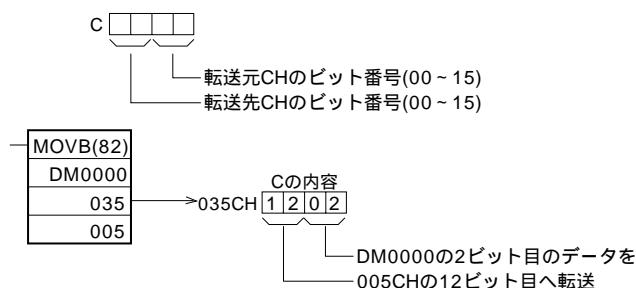 C
転送元CHのビット番号(00～15)
転送先CHのビット番号(00～15)
MOVB(82)
DM0000
035
005
Cの内容
035CH 1 2 0 2
DM0000の2ビット目のデータを
005CHの12ビット目へ転送